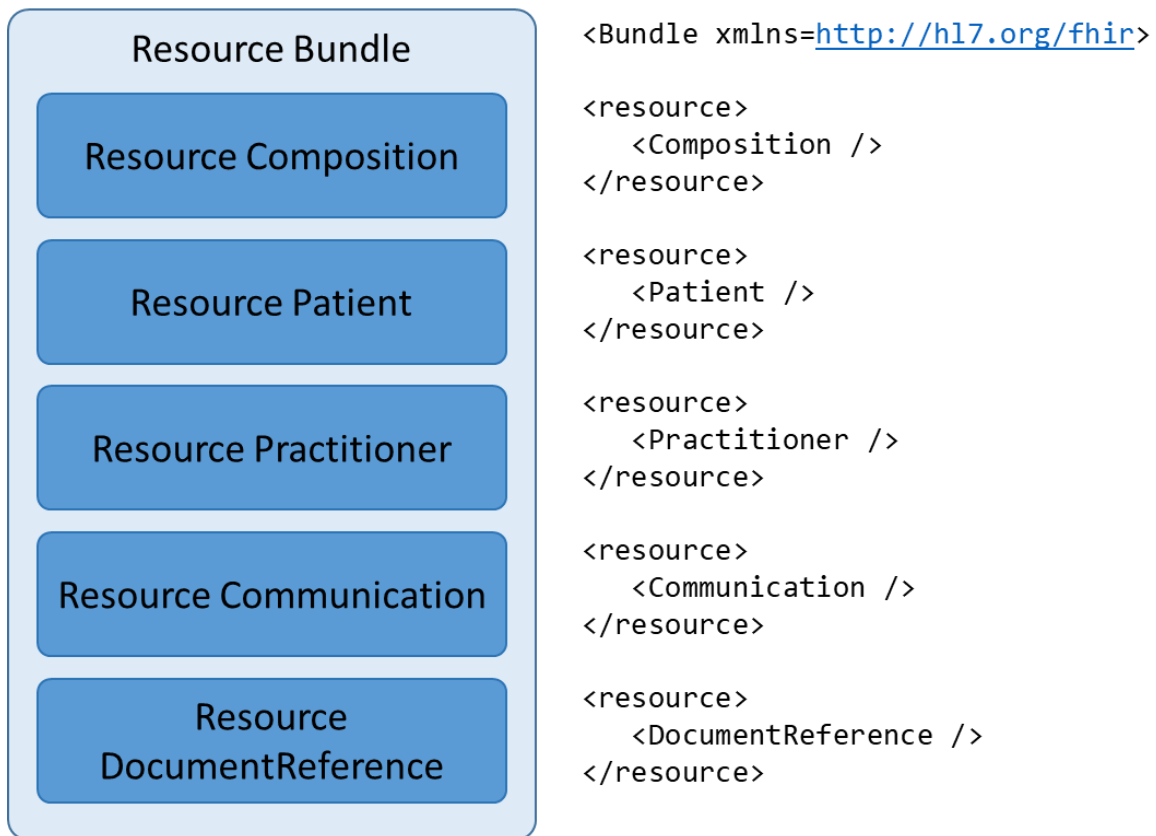 Resource Bundle
Resource Composition
Resource Patient
Resource Practitioner
Resource Communication
Resource
DocumentReference
<Bundle xmlns=http://hl7.org/fhir>
<resource>
<Composition />
</resource>
<resource>
<Patient />
</resource>
<resource>
<Practitioner />
</resource>
<resource>
<Communication />
</resource>
<resource>
<DocumentReference />
</resource>